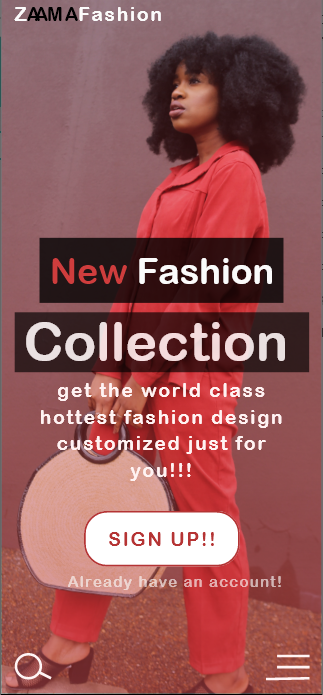 ZAAMAFashion
New Fashion
Collection
get the world class
hottest fashion design
customized just for
you!!!
SIGN UP!!
Already have an account!